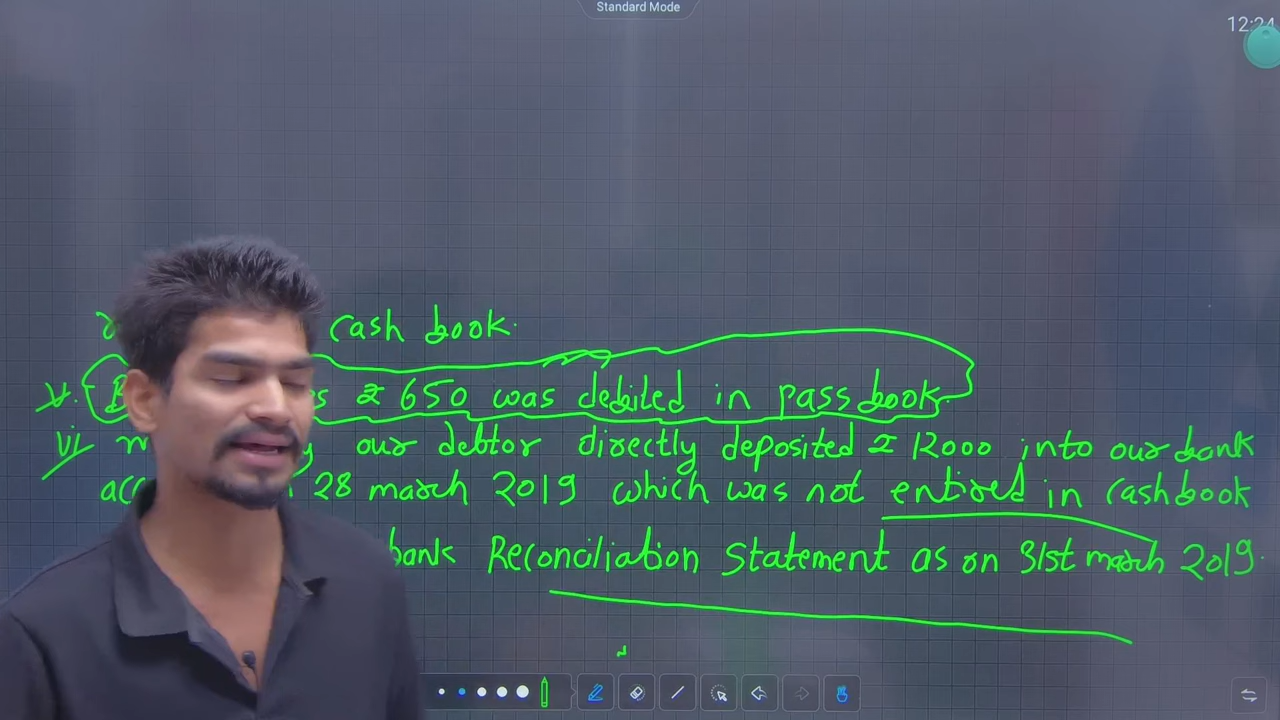 Standard Mode
12:24
cash book.
v. ₹ 650 was debited in pass book.
vi our debtor directly deposited ₹ 12000 into our bank
28 march 2019 which was not entired in cashbook
bank Reconciliation Statement as on 31st march 2019.